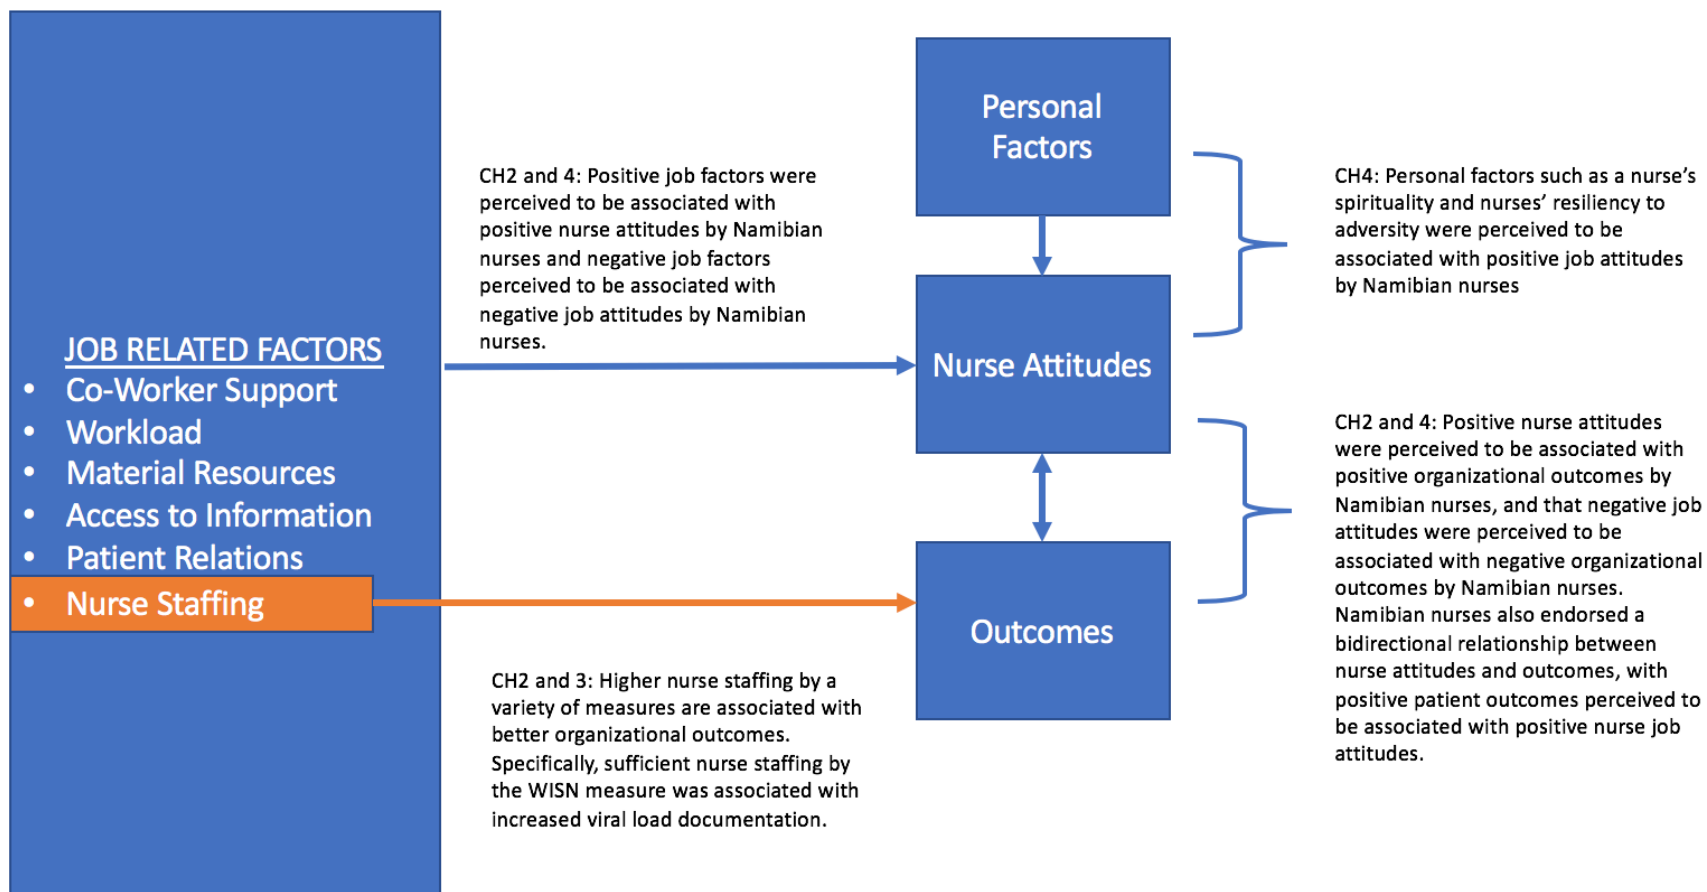 JOB RELATED FACTORS
• Co-Worker Support
• Workload
• Material Resources
• Access to Information
• Patient Relations
• Nurse Staffing
CH2 and 4: Positive job factors were
perceived to be associated with
positive nurse attitudes by Namibian
nurses and negative job factors
perceived to be associated with
negative job attitudes by Namibian
nurses.
CH2 and 3: Higher nurse staffing by a
variety of measures are associated with
better organizational outcomes.
Specifically, sufficient nurse staffing by
the WISN measure was associated with
increased viral load documentation.
Personal
Factors
Nurse Attitudes
Outcomes
CH4: Personal factors such as a nurse’s
spirituality and nurses’ resiliency to
adversity were perceived to be
associated with positive job attitudes
by Namibian nurses
CH2 and 4: Positive nurse attitudes
were perceived to be associated with
positive organizational outcomes by
Namibian nurses, and that negative job
attitudes were perceived to be
associated with negative organizational
outcomes by Namibian nurses.
Namibian nurses also endorsed a
bidirectional relationship between
nurse attitudes and outcomes, with
positive patient outcomes perceived to
be associated with positive nurse job
attitudes.